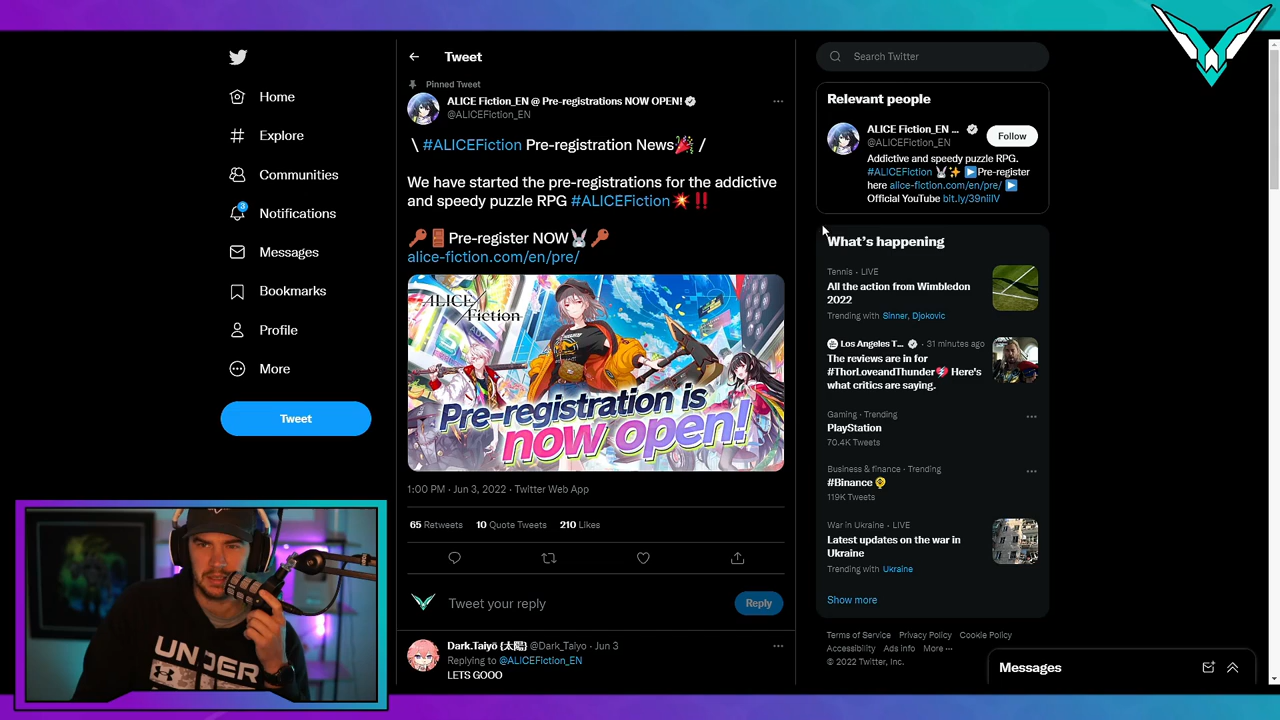 Home
Explore
Communities
3
Notifications
Messages
Bookmarks
Profile
More
Tweet
Tweet
Pinned Tweet
ALICE Fiction_EN @ Pre-registrations NOW OPEN!
@ALICEFiction_EN
\ #ALICEFiction Pre-registration News🎉 /
We have started the pre-registrations for the addictive
and speedy puzzle RPG #ALICEFiction💥‼️
🔑🚪Pre-register NOW🐰🔑
alice-fiction.com/en/pre/
ALICE
Fiction
Pre-registration is
now open!
1:00 PM · Jun 3, 2022 · Twitter Web App
65 Retweets 10 Quote Tweets 210 Likes
Tweet your reply
Reply
Dark.Taiyō {太陽} @Dark_Taiyo · Jun 3
Replying to @ALICEFiction_EN
LETS GOOO
Search Twitter
Relevant people
ALICE Fiction_EN ...
@ALICEFiction_EN
Follow
Addictive and speedy puzzle RPG.
#ALICEFiction 🐰✨ ▶️Pre-register
here alice-fiction.com/en/pre/ ▶️
Official YouTube bit.ly/39niiIV
What's happening
Tennis · LIVE
All the action from Wimbledon
2022
Trending with Sinner, Djokovic
Los Angeles T... · 31 minutes ago
The reviews are in for
#ThorLoveandThunder💘 Here's
what critics are saying.
Gaming · Trending
PlayStation
70.4K Tweets
Business & finance · Trending
#Binance
119K Tweets
War in Ukraine · LIVE
Latest updates on the war in
Ukraine
Trending with Ukraine
Show more
Terms of Service Privacy Policy Cookie Policy
Accessibility Ads info More ···
© 2022 Twitter, Inc.
Messages
UNDER